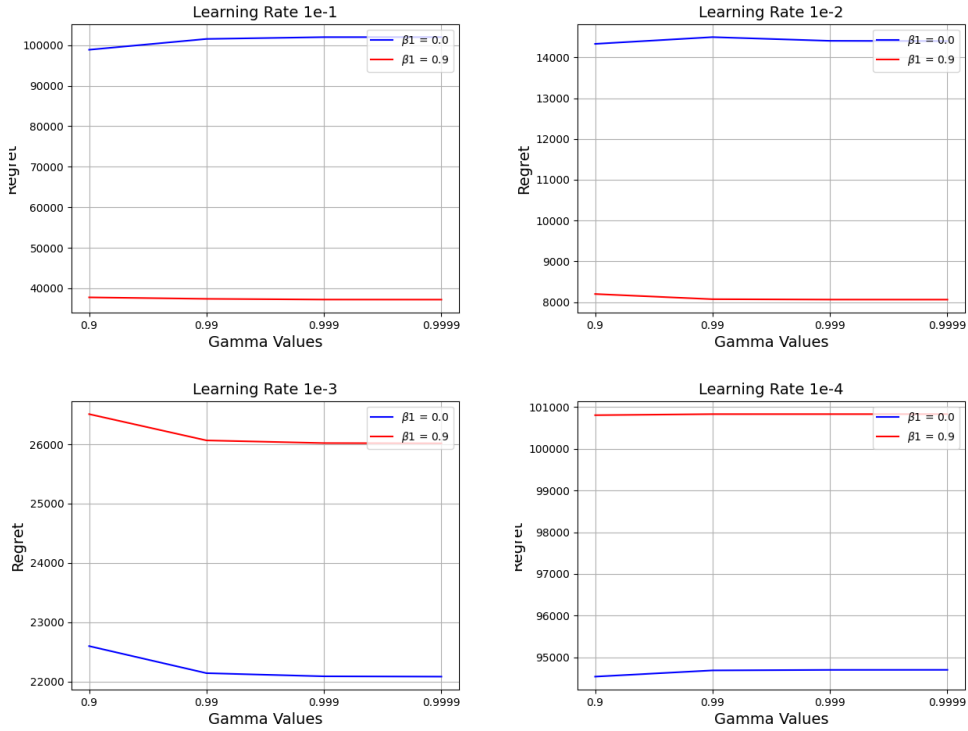 Learning Rate 1e-1
100000
90000
80000
70000
60000
50000
40000
Regret
0.9 0.99 0.999 0.9999
Gamma Values
β1 = 0.0
β1 = 0.9
Learning Rate 1e-2
14000
13000
12000
11000
10000
9000
8000
Regret
0.9 0.99 0.999 0.9999
Gamma Values
β1 = 0.0
β1 = 0.9
Learning Rate 1e-3
26000
25000
24000
23000
22000
Regret
0.9 0.99 0.999 0.9999
Gamma Values
β1 = 0.0
β1 = 0.9
Learning Rate 1e-4
101000
100000
99000
98000
97000
96000
95000
Regret
0.9 0.99 0.999 0.9999
Gamma Values
β1 = 0.0
β1 = 0.9